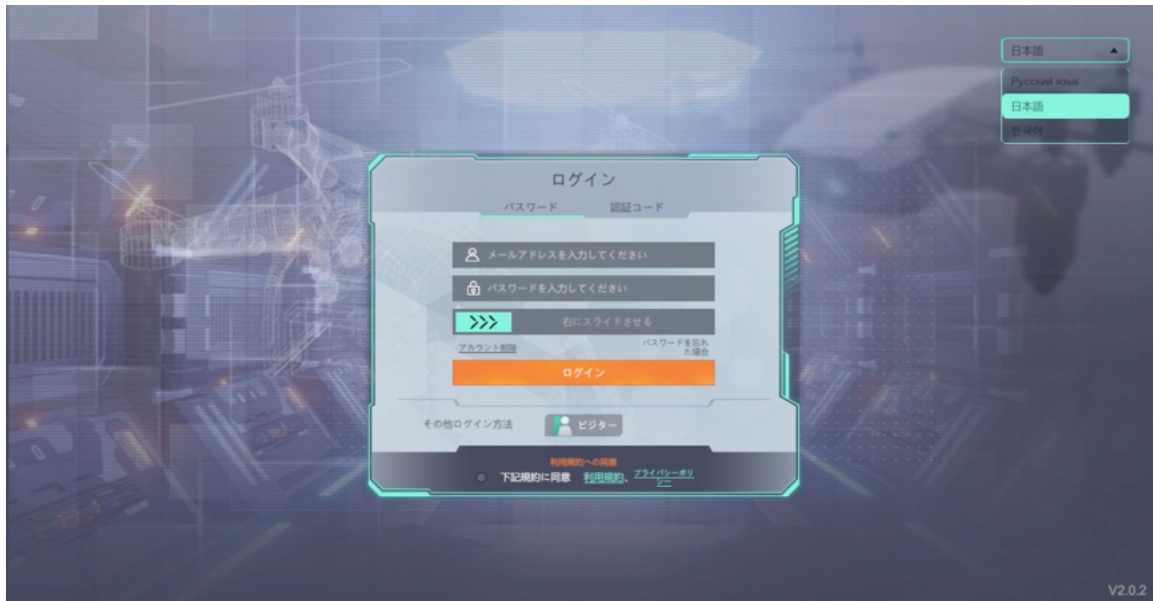 日本語
Русский язык
日本語
한국어
ログイン
パスワード 認証コード
メールアドレスを入力してください
パスワードを入力してください
>>> 右にスライドさせる
アカウント削除
パスワードを忘れ
た場合
ログイン
その他ログイン方法 ビジター
利用規約への同意
下記規約に同意 利用規約、プライバシーポリ
シー
V2.0.2